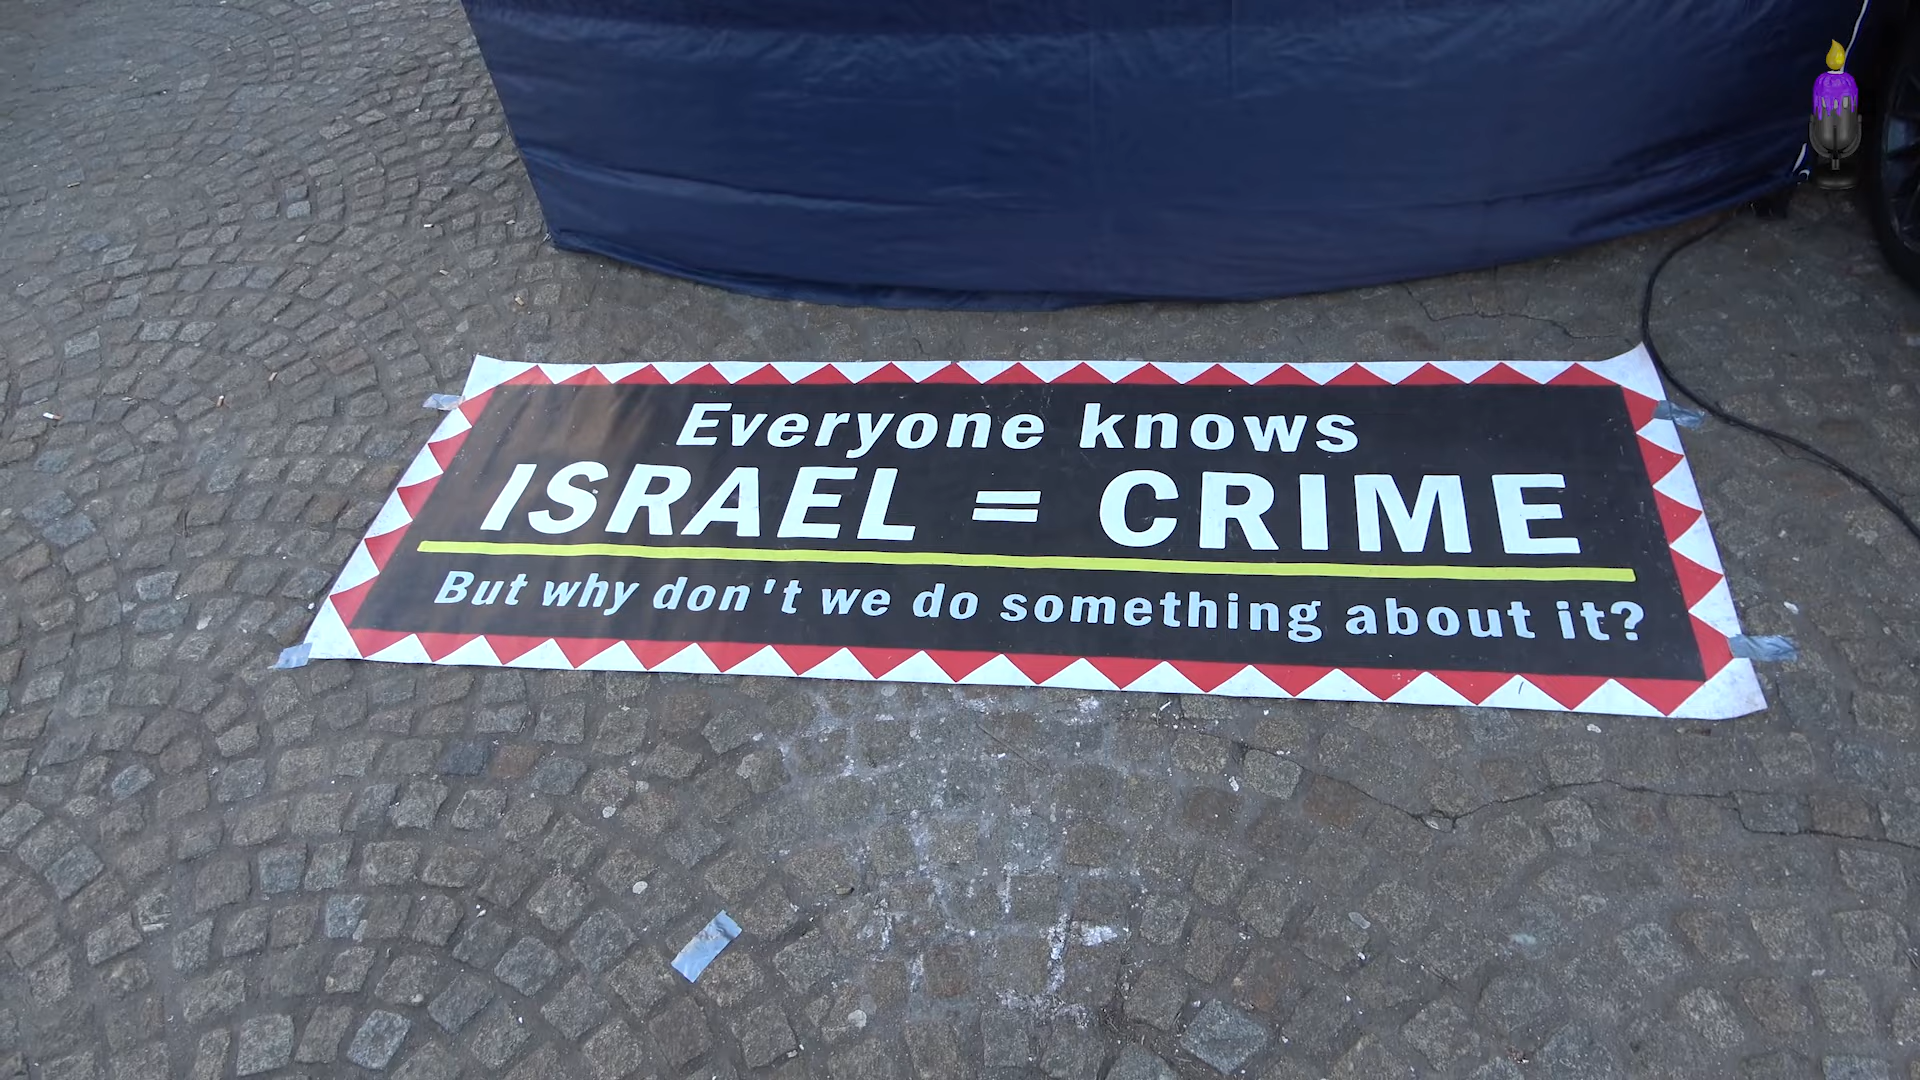 Everyone knows
ISRAEL = CRIME
But why don't we do something about it?